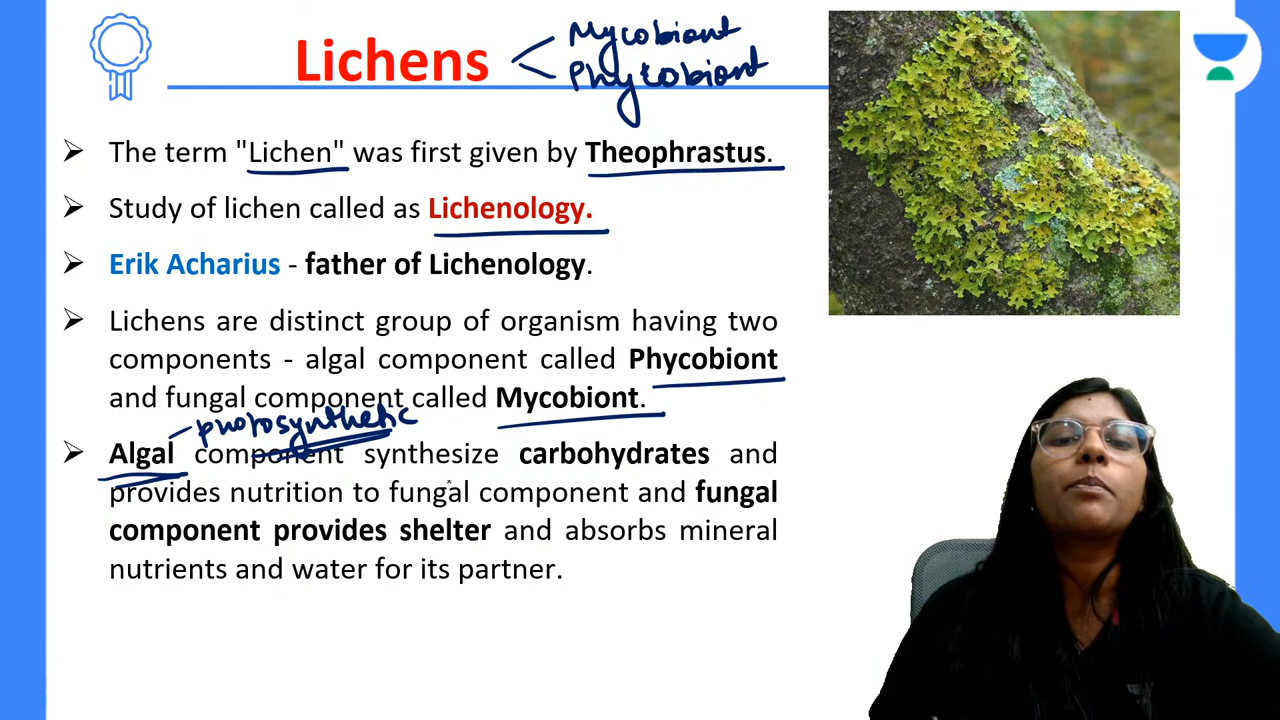 Lichens
Mycobiont
Phycobiont
➢ The term "Lichen" was first given by Theophrastus.
➢ Study of lichen called as Lichenology.
➢ Erik Acharius - father of Lichenology.
➢ Lichens are distinct group of organism having two
components - algal component called Phycobiont
and fungal component called Mycobiont.
photosynthetic
➢ Algal component synthesize carbohydrates and
provides nutrition to fungal component and fungal
component provides shelter and absorbs mineral
nutrients and water for its partner.